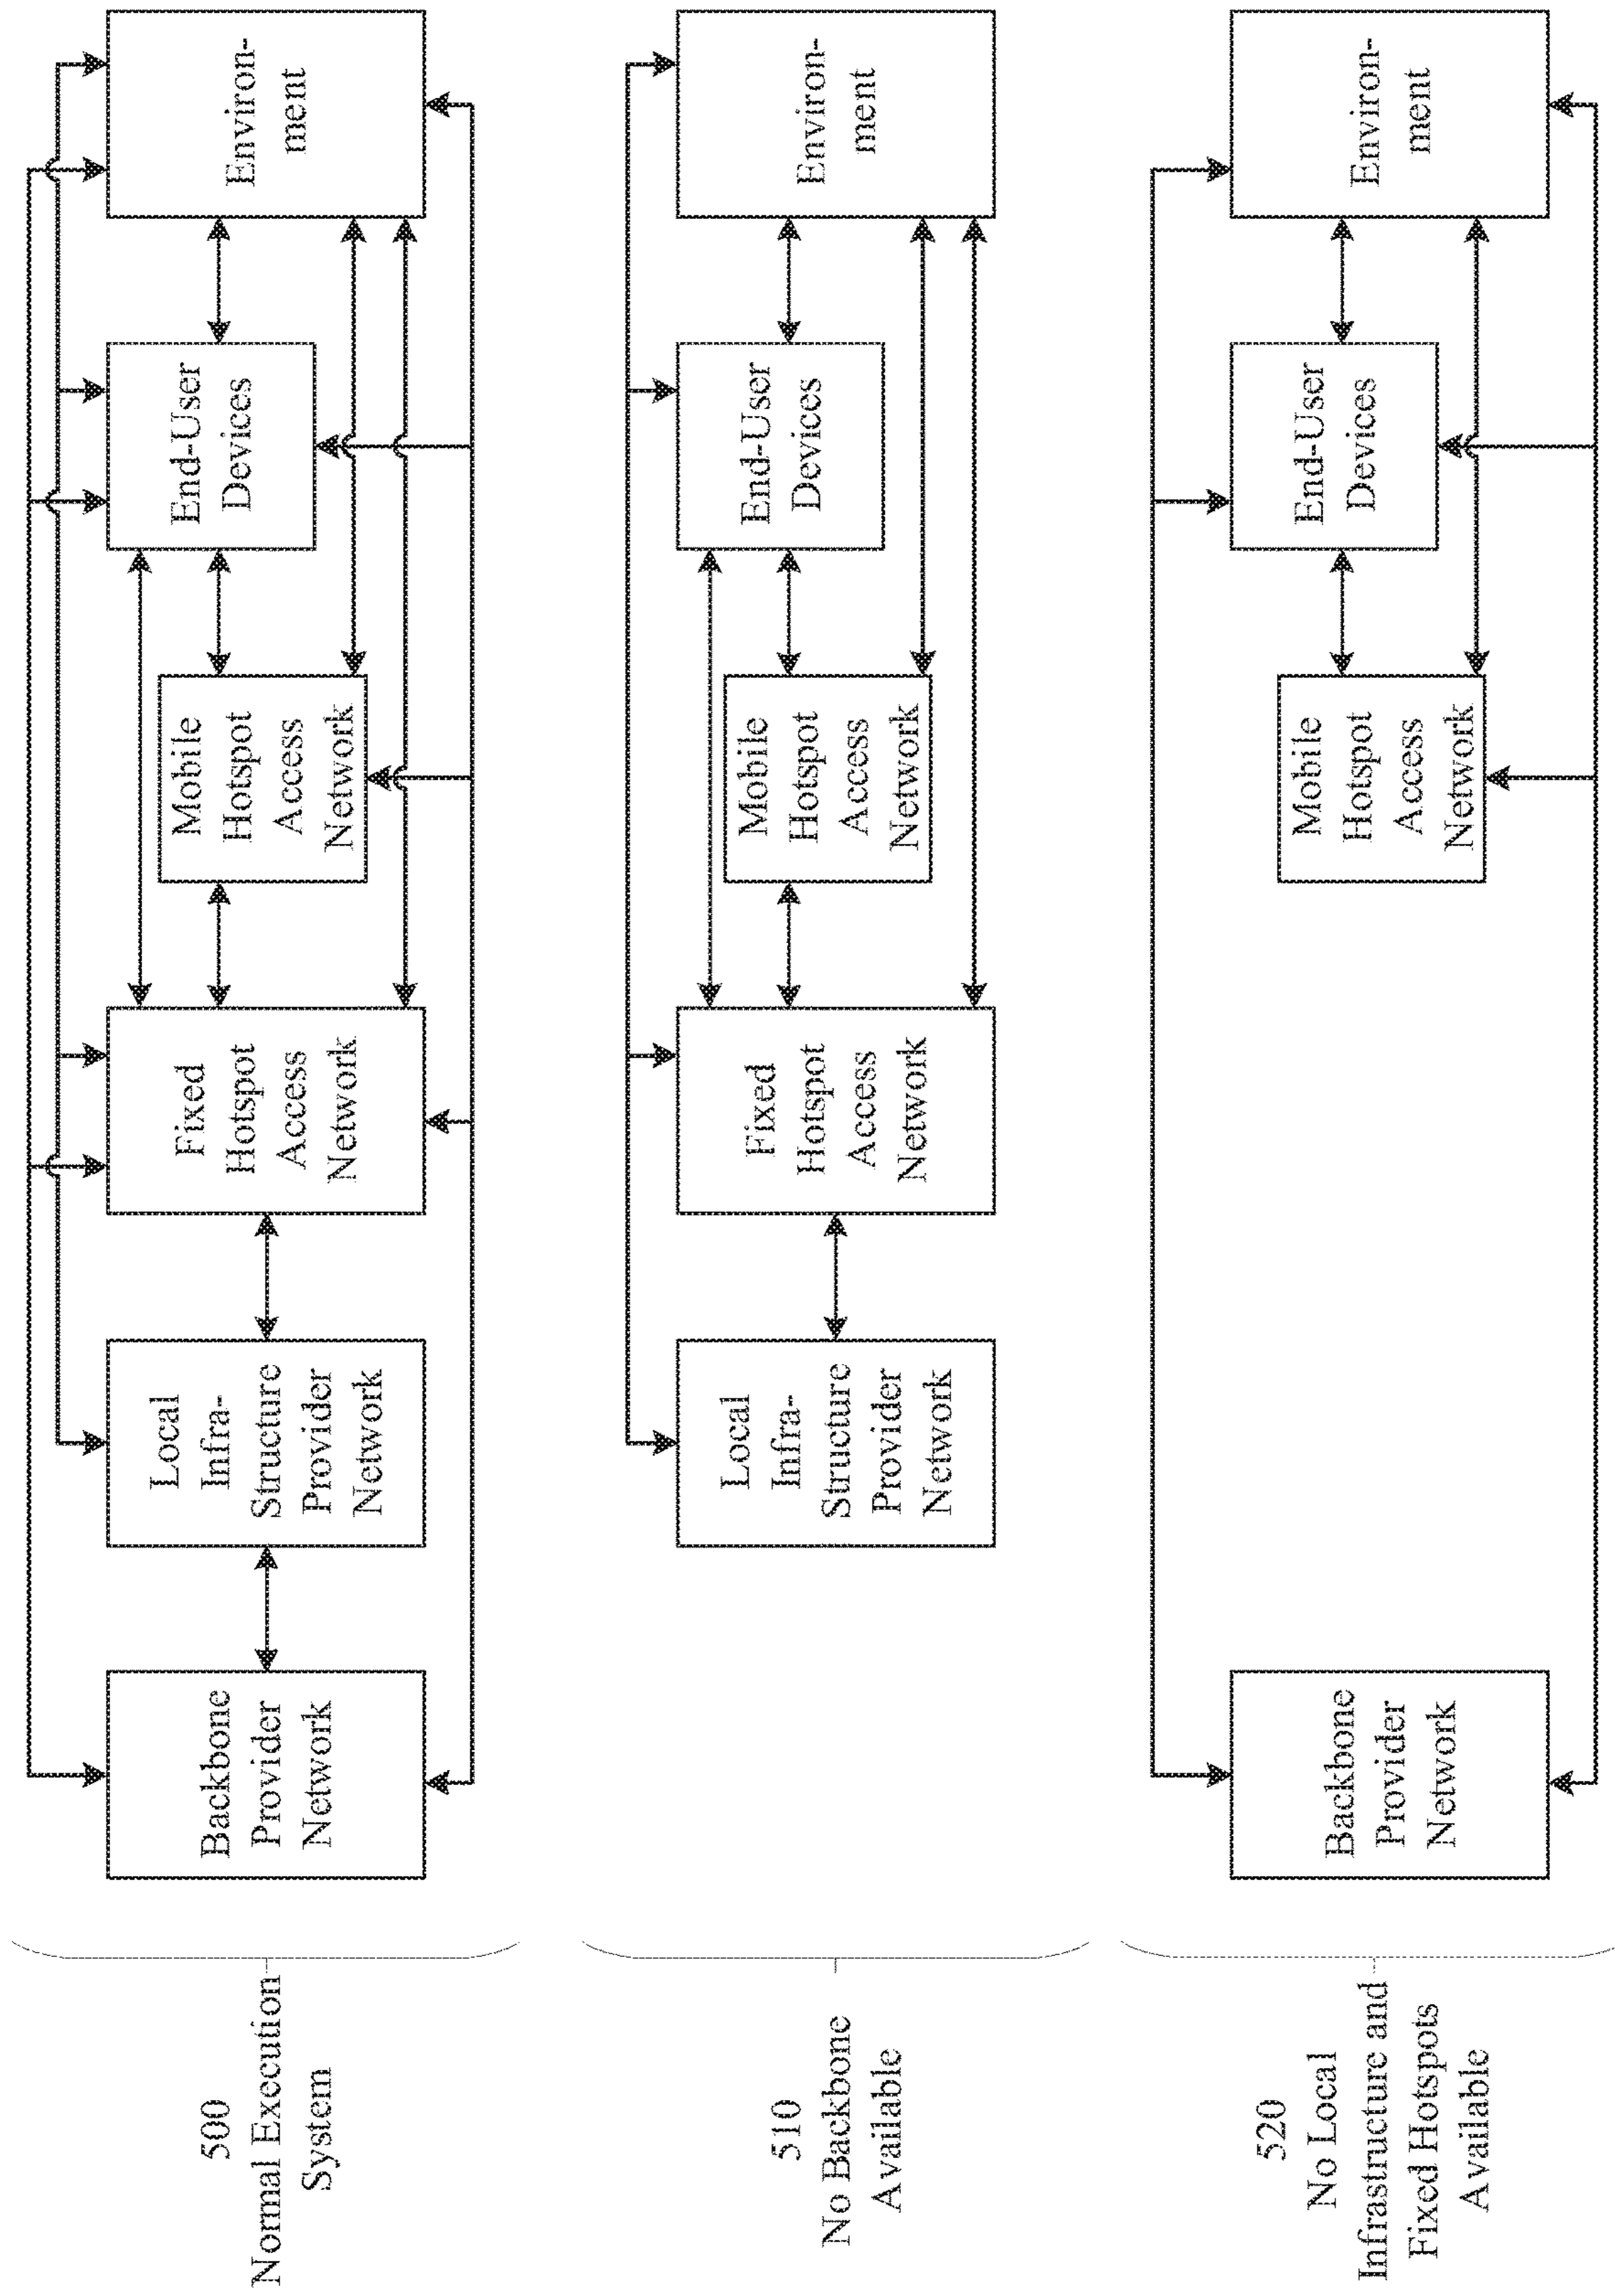 500
Normal Execution
System
Backbone
Provider
Network
Local
Infra-
Structure
Provider
Network
Fixed
Hotspot
Access
Network
Mobile
Hotspot
Access
Network
End-User
Devices
Environ-
ment
510
No Backbone
Available
Local
Infra-
Structure
Provider
Network
Fixed
Hotspot
Access
Network
Mobile
Hotspot
Access
Network
End-User
Devices
Environ-
ment
520
No Local
Infrastructure and
Fixed Hotspots
Available
Backbone
Provider
Network
Mobile
Hotspot
Access
Network
End-User
Devices
Environ-
ment